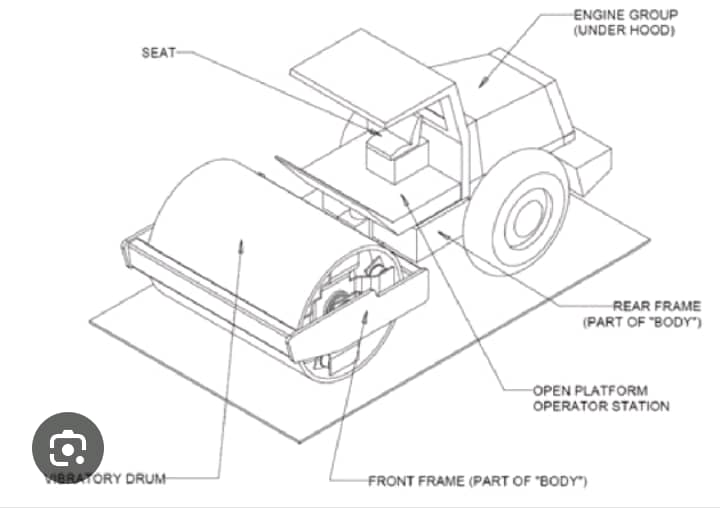 ENGINE GROUP
(UNDER HOOD)
SEAT
REAR FRAME
(PART OF "BODY")
OPEN PLATFORM
OPERATOR STATION
VIBRATORY DRUM
FRONT FRAME (PART OF "BODY")